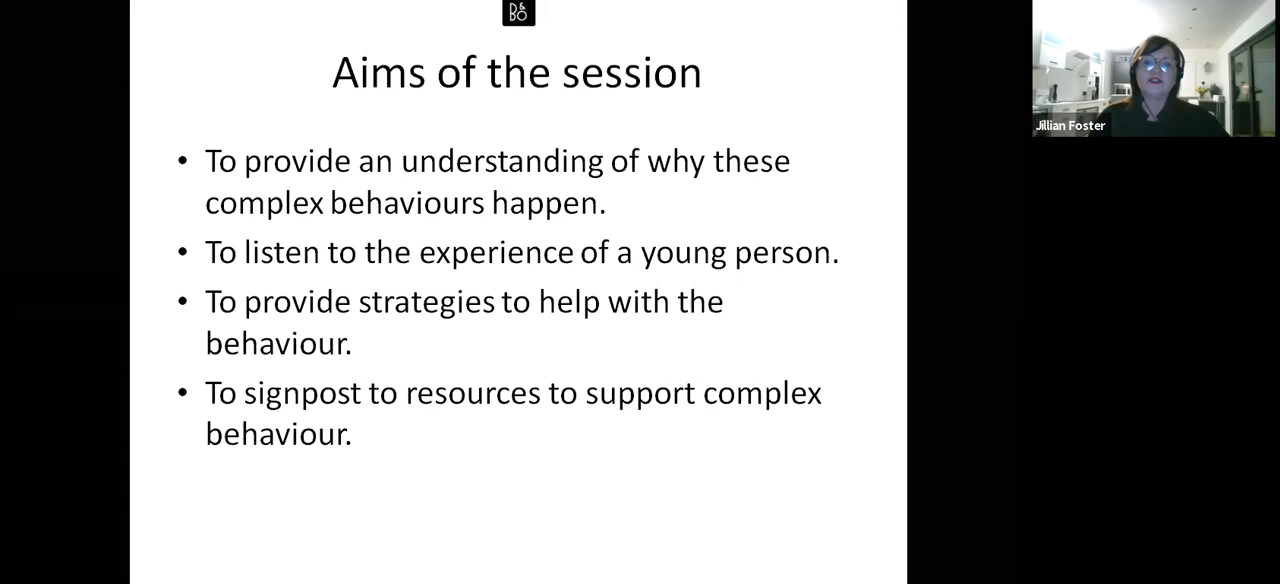 B&
BO
Aims of the session
• To provide an understanding of why these
complex behaviours happen.
• To listen to the experience of a young person.
• To provide strategies to help with the
behaviour.
• To signpost to resources to support complex
behaviour.
Jillian Foster